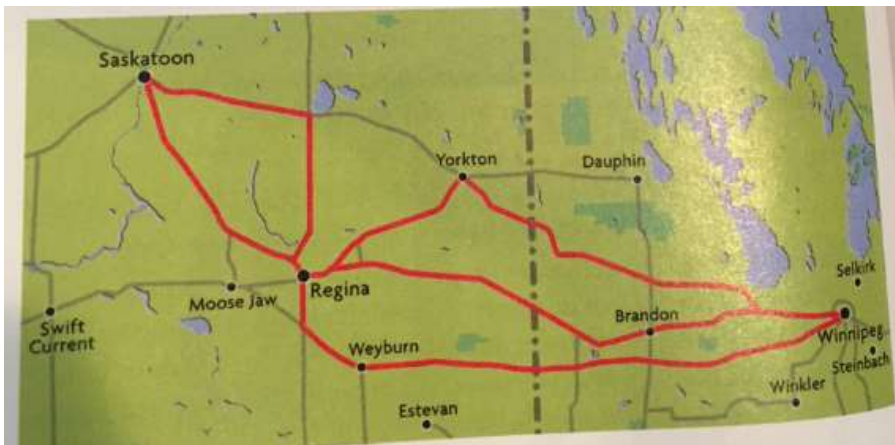 Saskatoon
Yorkton
Dauphin
Selkirk
Regina
Moose Jaw
Swift
Current
Brandon
Winnipeg
Steinbach
Weyburn
Winkler
Estevan